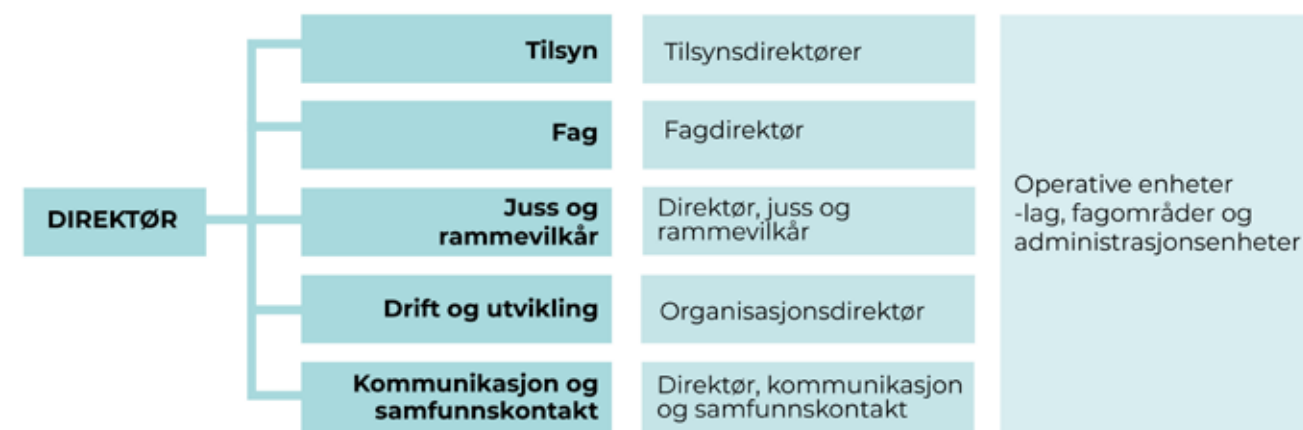 Tilsyn
Tilsynsdirektører
Fag
Fagdirektør
DIREKTØR
Juss og
rammevilkår
Direktør, juss og
rammevilkår
Operative enheter
-lag, fagområder og
administrasjonsenheter
Drift og utvikling
Organisasjonsdirektør
Kommunikasjon og
samfunnskontakt
Direktør, kommunikasjon
og samfunnskontakt